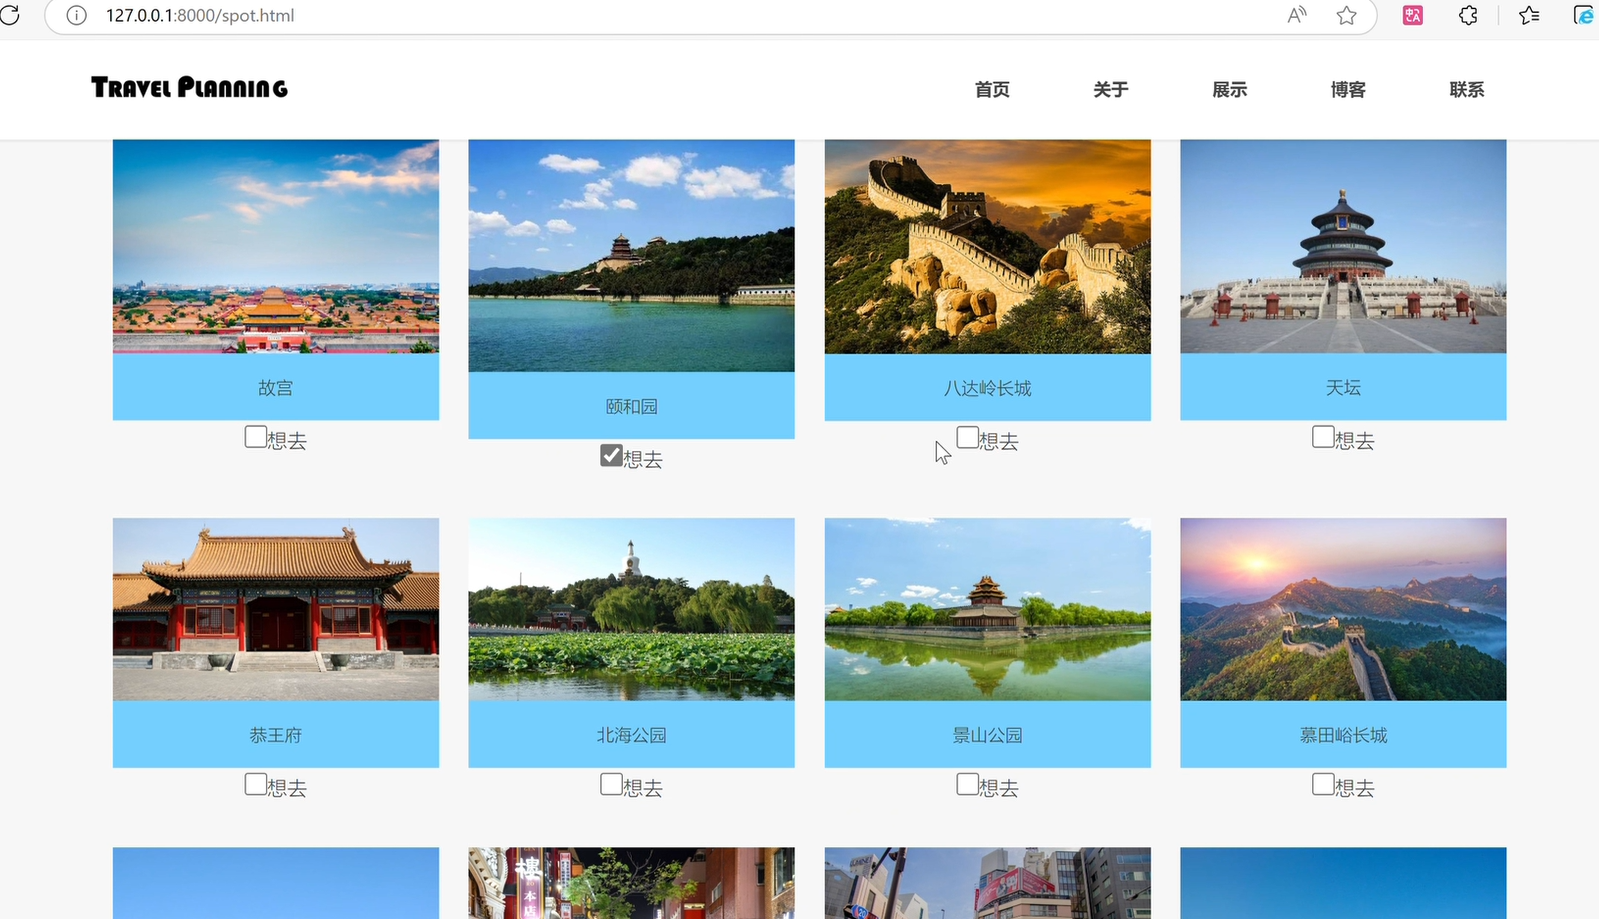 127.0.0.1:8000/spot.html
TRAVEL PLANNING
首页 关于 展示 博客 联系
故宫 颐和园 八达岭长城 天坛
想去 想去 想去 想去
恭王府 北海公园 景山公园 慕田峪长城
想去 想去 想去 想去
樓
本店